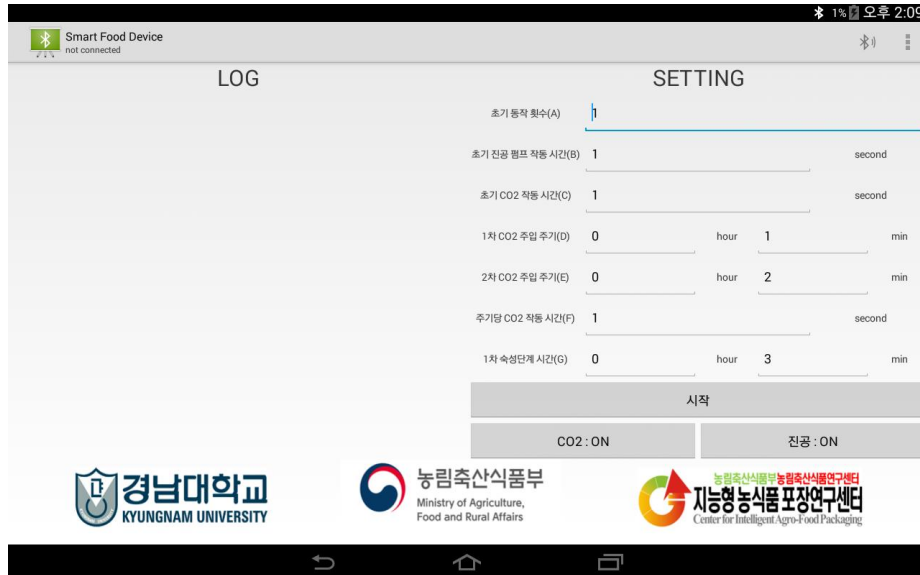 1% 오후 2:09
Smart Food Device
not connected
LOG
SETTING
초기 동작 횟수(A) 1
초기 진공 펌프 작동 시간(B) 1 second
초기 CO2 작동 시간(C) 1 second
1차 CO2 주입 주기(D) 0 hour 1 min
2차 CO2 주입 주기(E) 0 hour 2 min
주기당 CO2 작동 시간(F) 1 second
1차 숙성단계 시간(G) 0 hour 3 min
시작
CO2 : ON 진공 : ON
경남대학교
KYUNGNAM UNIVERSITY
농림축산식품부
Ministry of Agriculture,
Food and Rural Affairs
농림축산식품부농림축산식품연구센터
지능형 농식품 포장연구센터
Center for Intelligent Agro-Food Packaging